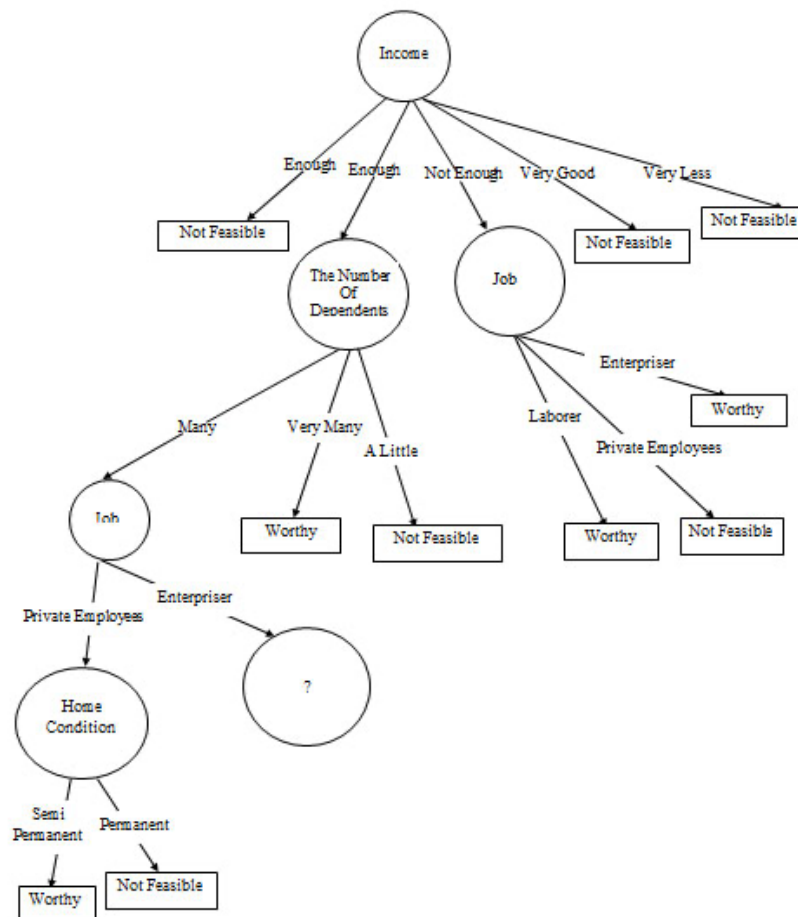 Income
Enough
Enough
Not Enough
Very Good
Very Less
Not Feasible
The Number
Of
Dependents
Job
Not Feasible
Not Feasible
Many
Very Many
A Little
Laborer
Private Employees
Enterpriser
Worthy
Job
Worthy
Not Feasible
Worthy
Not Feasible
Private Employees
Enterpriser
Home
Condition
?
Semi
Permanent
Permanent
Worthy
Not Feasible